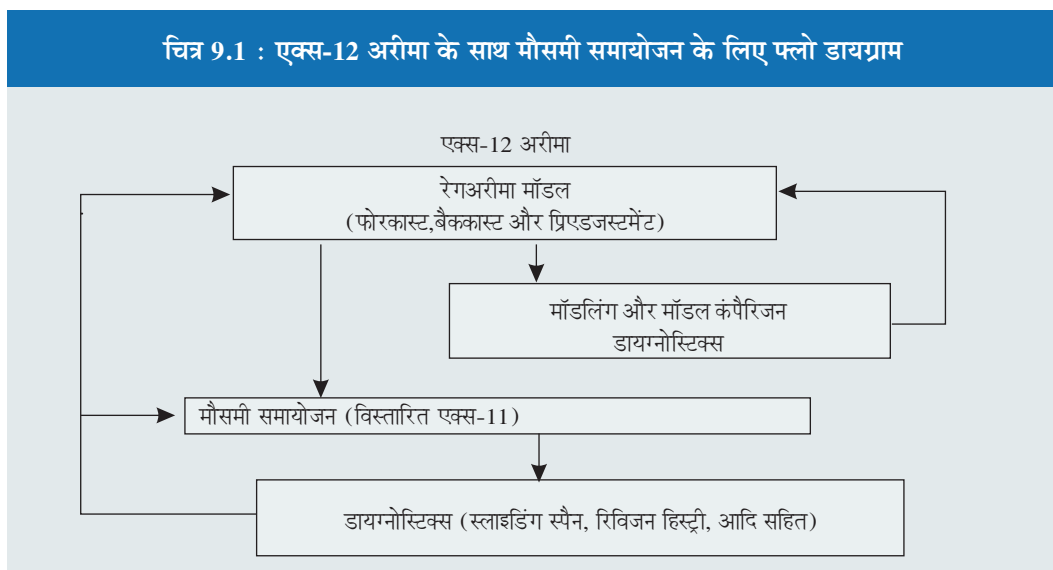 चित्र 9.1 : एक्स-12 अरीमा के साथ मौसमी समायोजन के लिए फ्लो डायग्राम
एक्स-12 अरीमा
रेगअरीमा मॉडल
(फोरकास्ट,बैककास्ट और प्रिएडजस्टमेंट)
मॉडलिंग और मॉडल कंपैरिजन
डायग्नोस्टिक्स
मौसमी समायोजन (विस्तारित एक्स-11)
डायग्नोस्टिक्स (स्लाइडिंग स्पैन, रिविजन हिस्ट्री, आदि सहित)